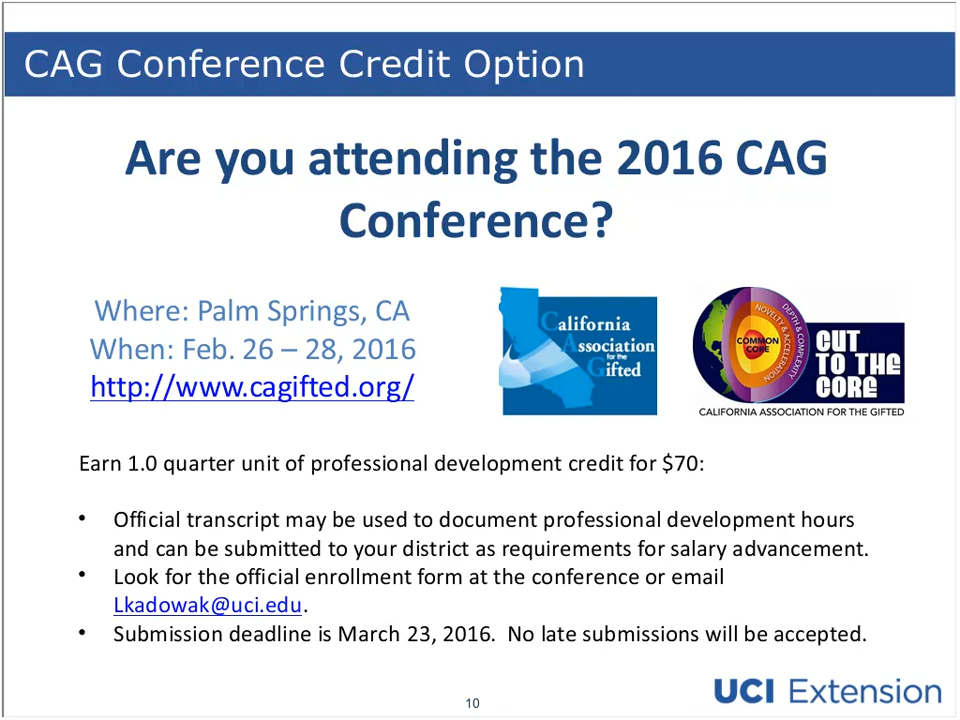 CAG Conference Credit Option
Are you attending the 2016 CAG
Conference?
Where: Palm Springs, CA
When: Feb. 26 – 28, 2016
http://www.cagifted.org/
California
Association
for the
Gifted
NOVELTY & ACCELERATION
DEPTH & COMPLEXITY
COMMON
CORE
CUT
TO THE
CORE
CALIFORNIA ASSOCIATION FOR THE GIFTED
Earn 1.0 quarter unit of professional development credit for $70:
• Official transcript may be used to document professional development hours
and can be submitted to your district as requirements for salary advancement.
• Look for the official enrollment form at the conference or email
Lkadowak@uci.edu.
• Submission deadline is March 23, 2016.  No late submissions will be accepted.
10
UCI Extension